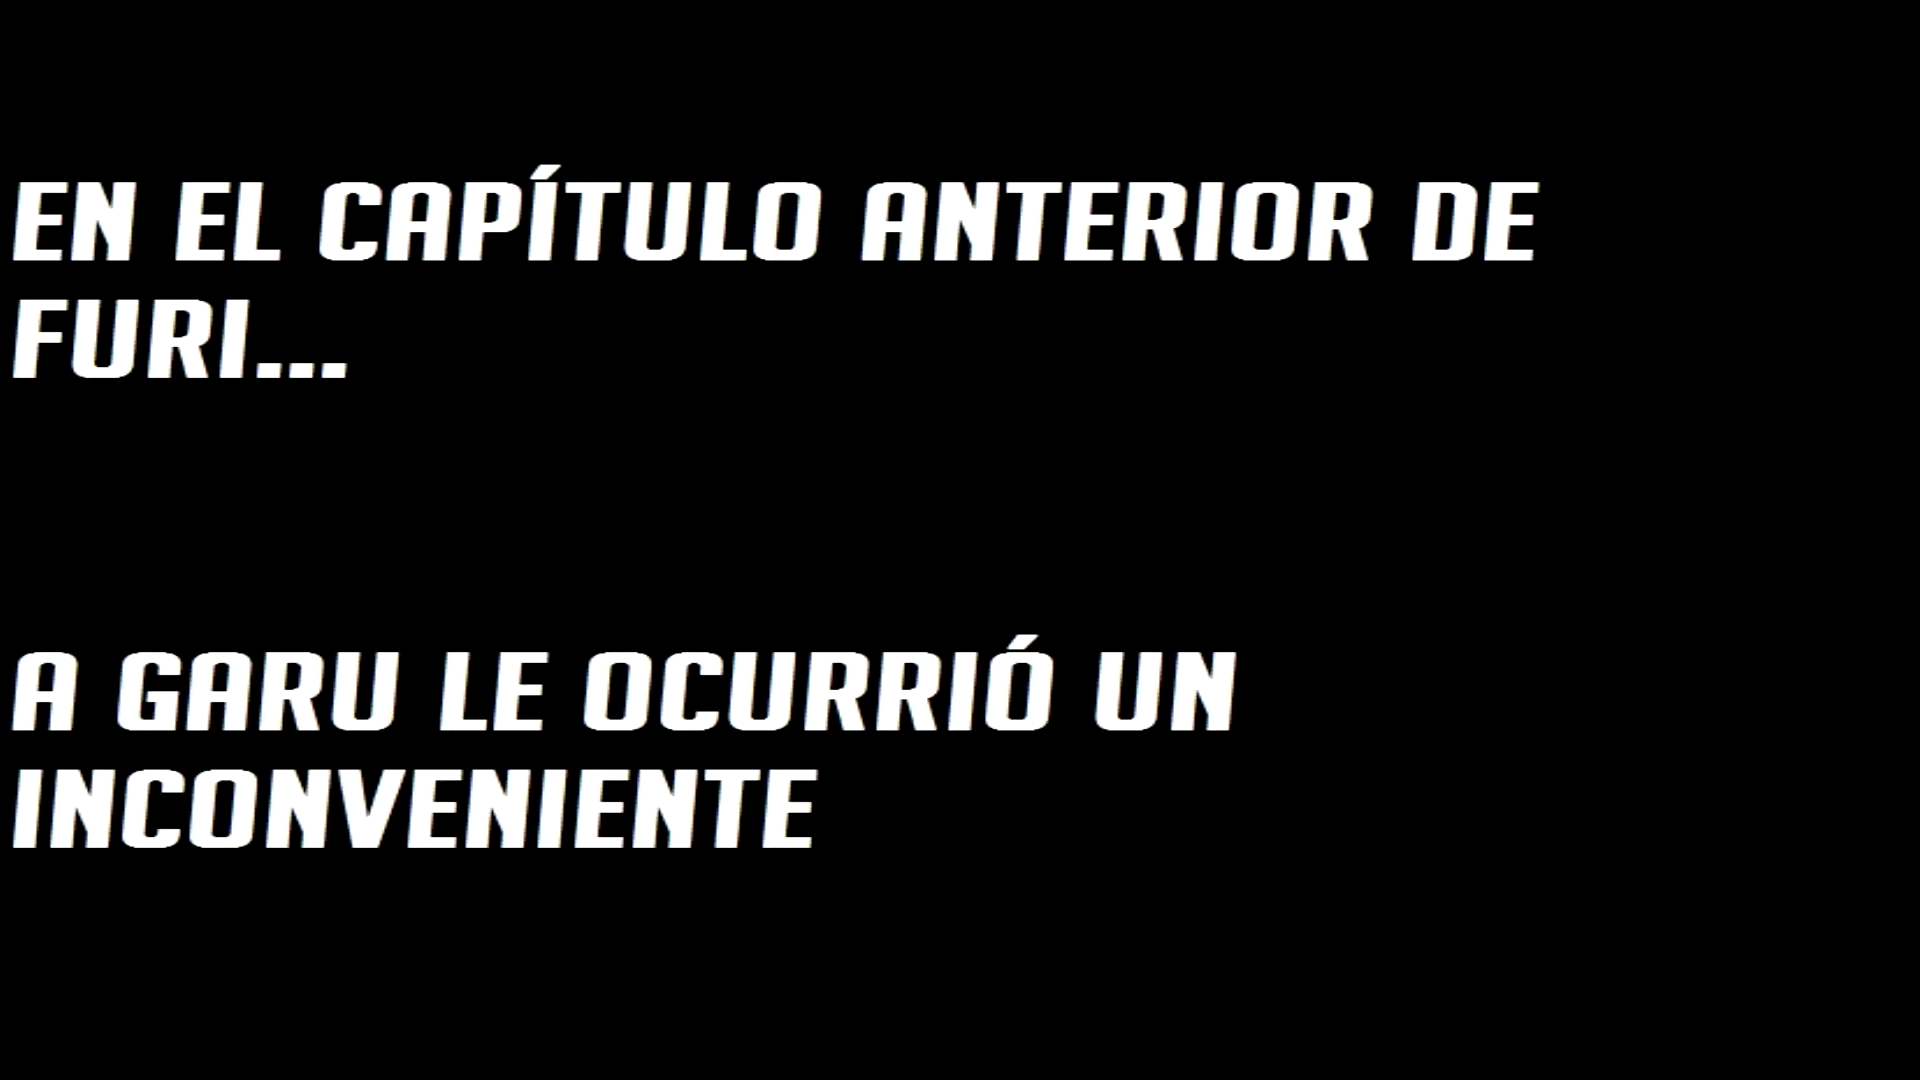 EN EL CAPÍTULO ANTERIOR DE
FURI...
A GARU LE OCURRIÓ UN
INCONVENIENTE